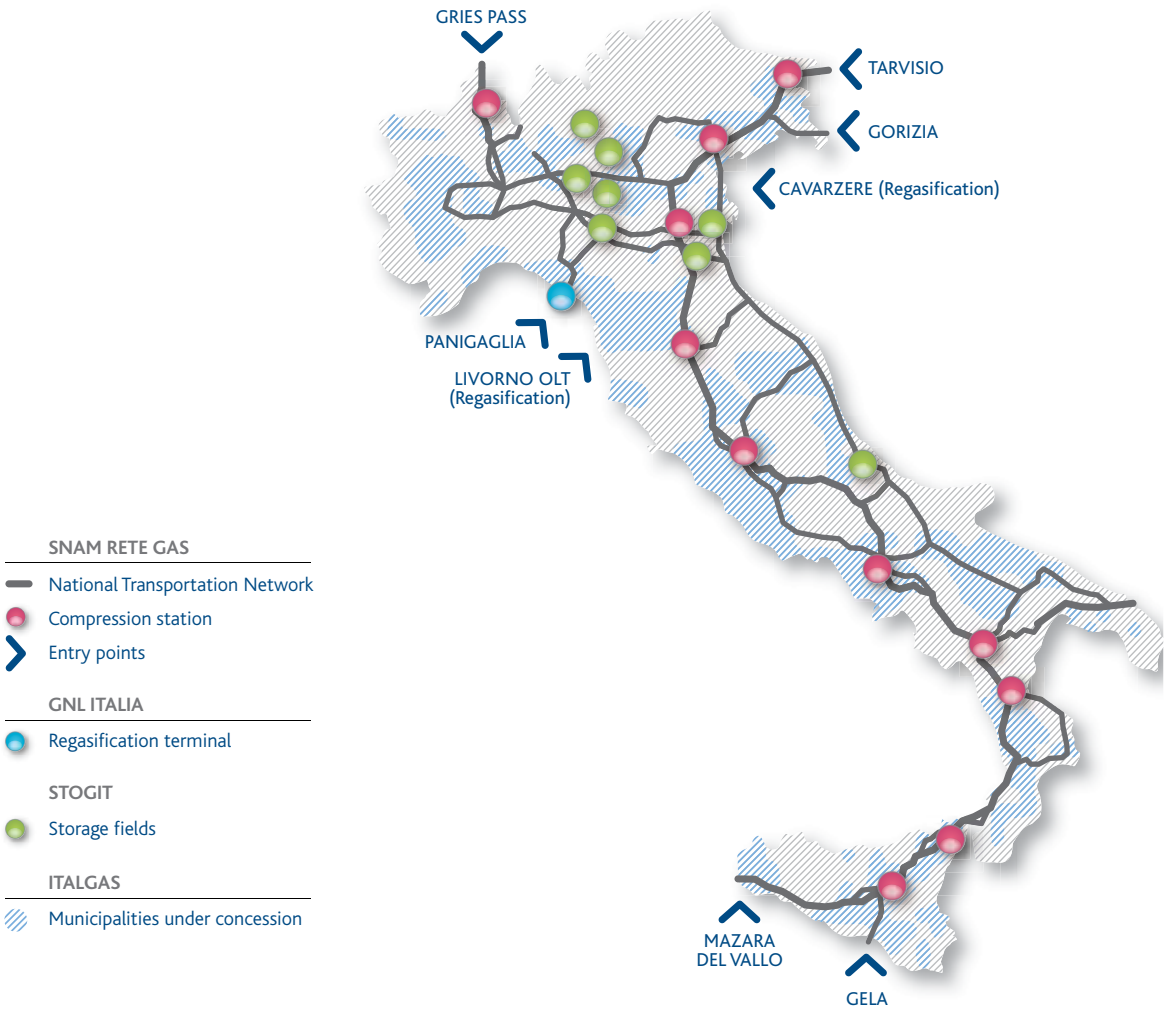 GRIES PASS
TARVISIO
GORIZIA
CAVARZERE (Regasification)
PANIGAGLIA
LIVORNO OLT
(Regasification)
SNAM RETE GAS
National Transportation Network
Compression station
Entry points
GNL ITALIA
Regasification terminal
STOGIT
Storage fields
ITALGAS
Municipalities under concession
MAZARA
DEL VALLO
GELA